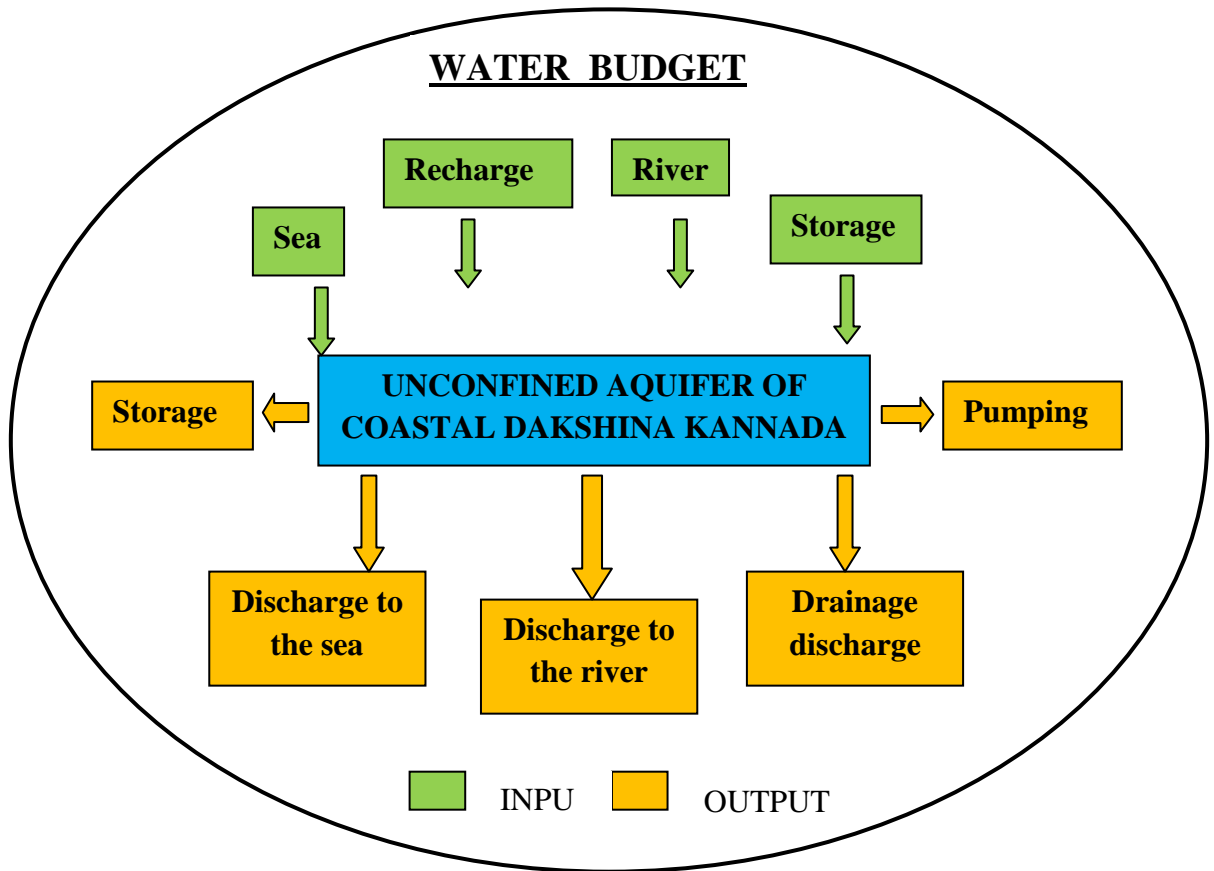 WATER BUDGET
Recharge
River
Sea
Storage
UNCONFINED AQUIFER OF
COASTAL DAKSHINA KANNADA
Storage
Pumping
Discharge to
the sea
Discharge to
the river
Drainage
discharge
INPU
OUTPUT